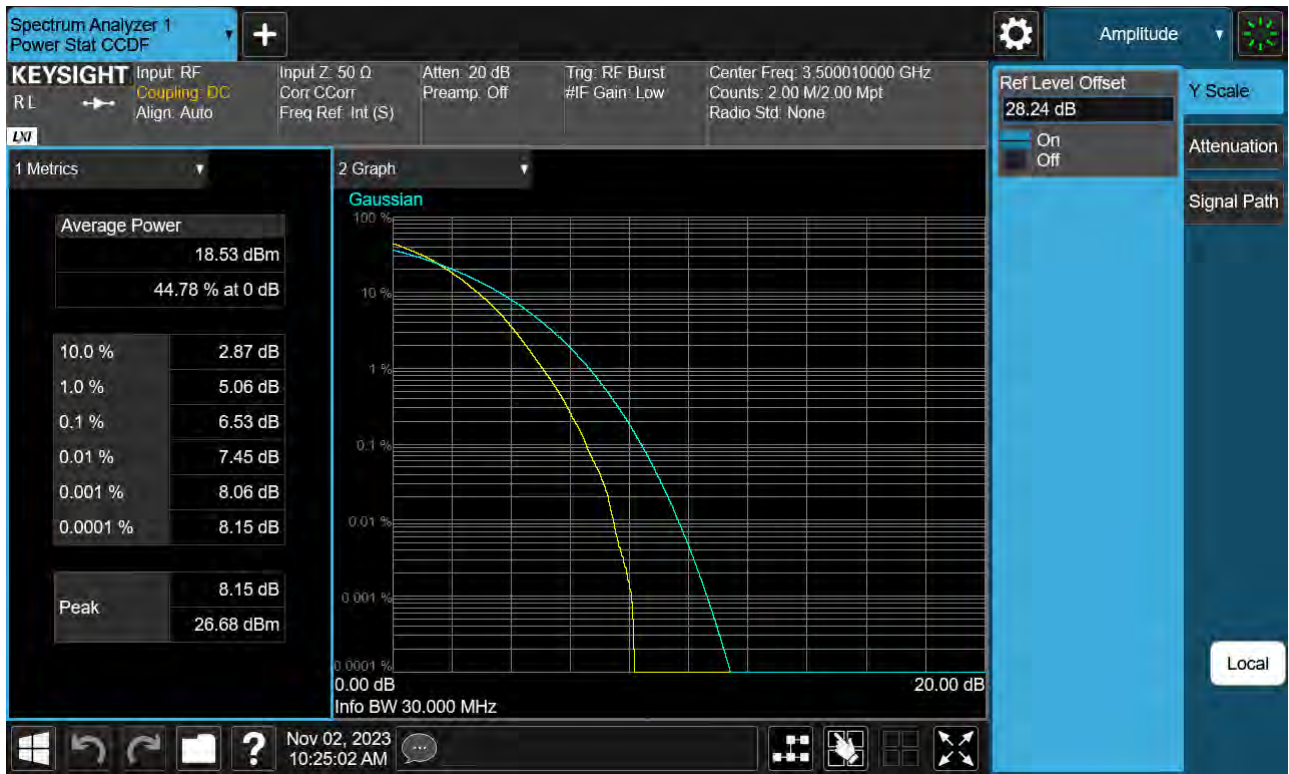 Spectrum Analyzer 1
Power Stat CCDF
Amplitude
KEYSIGHT
RL
LXI
Input: RF
Coupling: DC
Align: Auto
Input Z: 50 Ω
Corr CCorr
Freq Ref: Int (S)
Atten: 20 dB
Preamp: Off
Trig: RF Burst
#IF Gain: Low
Center Freq: 3.500010000 GHz
Counts: 2.00 M/2.00 Mpt
Radio Std: None
Ref Level Offset
28.24 dB
On
Off
Y Scale
Attenuation
Signal Path
Local
1 Metrics
Average Power
18.53 dBm
44.78 % at 0 dB
10.0 % 2.87 dB
1.0 % 5.06 dB
0.1 % 6.53 dB
0.01 % 7.45 dB
0.001 % 8.06 dB
0.0001 % 8.15 dB
Peak 8.15 dB
26.68 dBm
2 Graph
Gaussian
100 %
10 %
1 %
0.1 %
0.01 %
0.001 %
0.0001 %
0.00 dB 20.00 dB
Info BW 30.000 MHz
?
Nov 02, 2023
10:25:02 AM